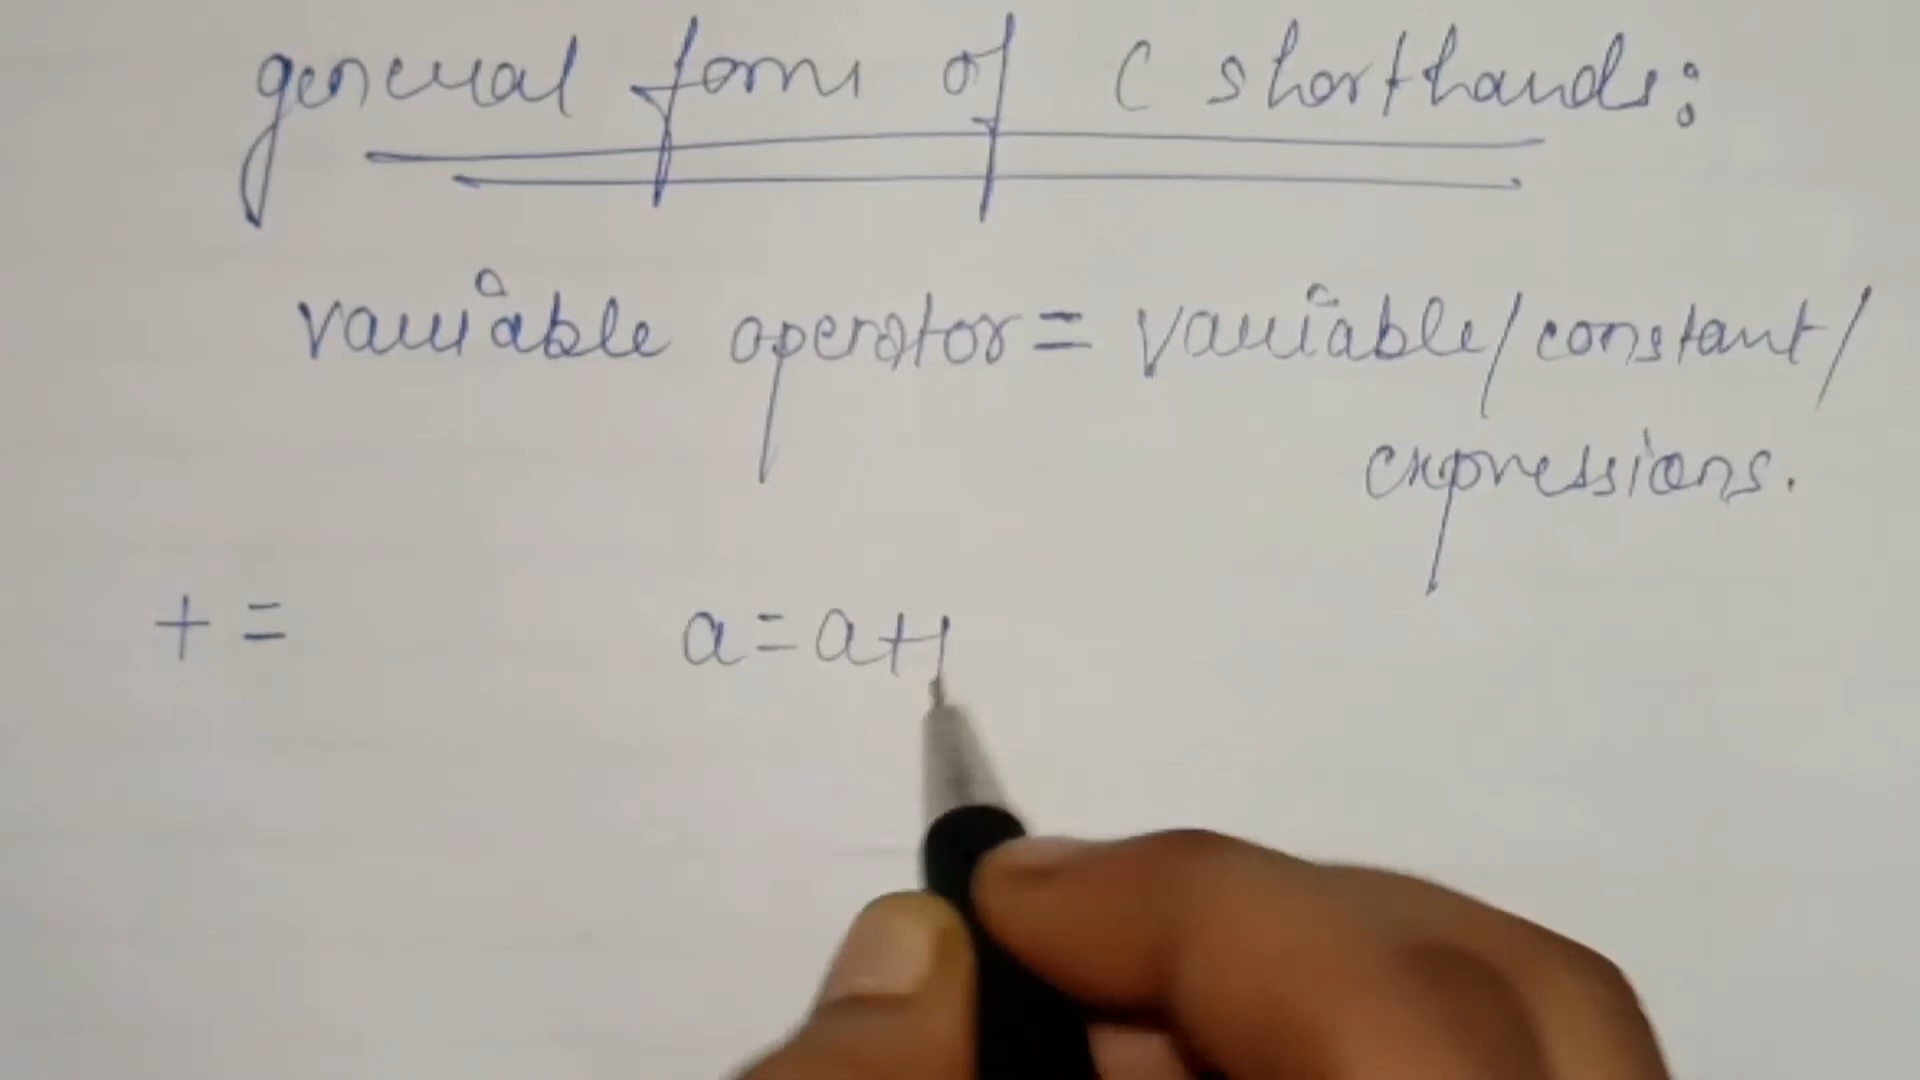 general form of C shorthands:
variable operator = variable/constant/
expressions.
+ = a=a+1